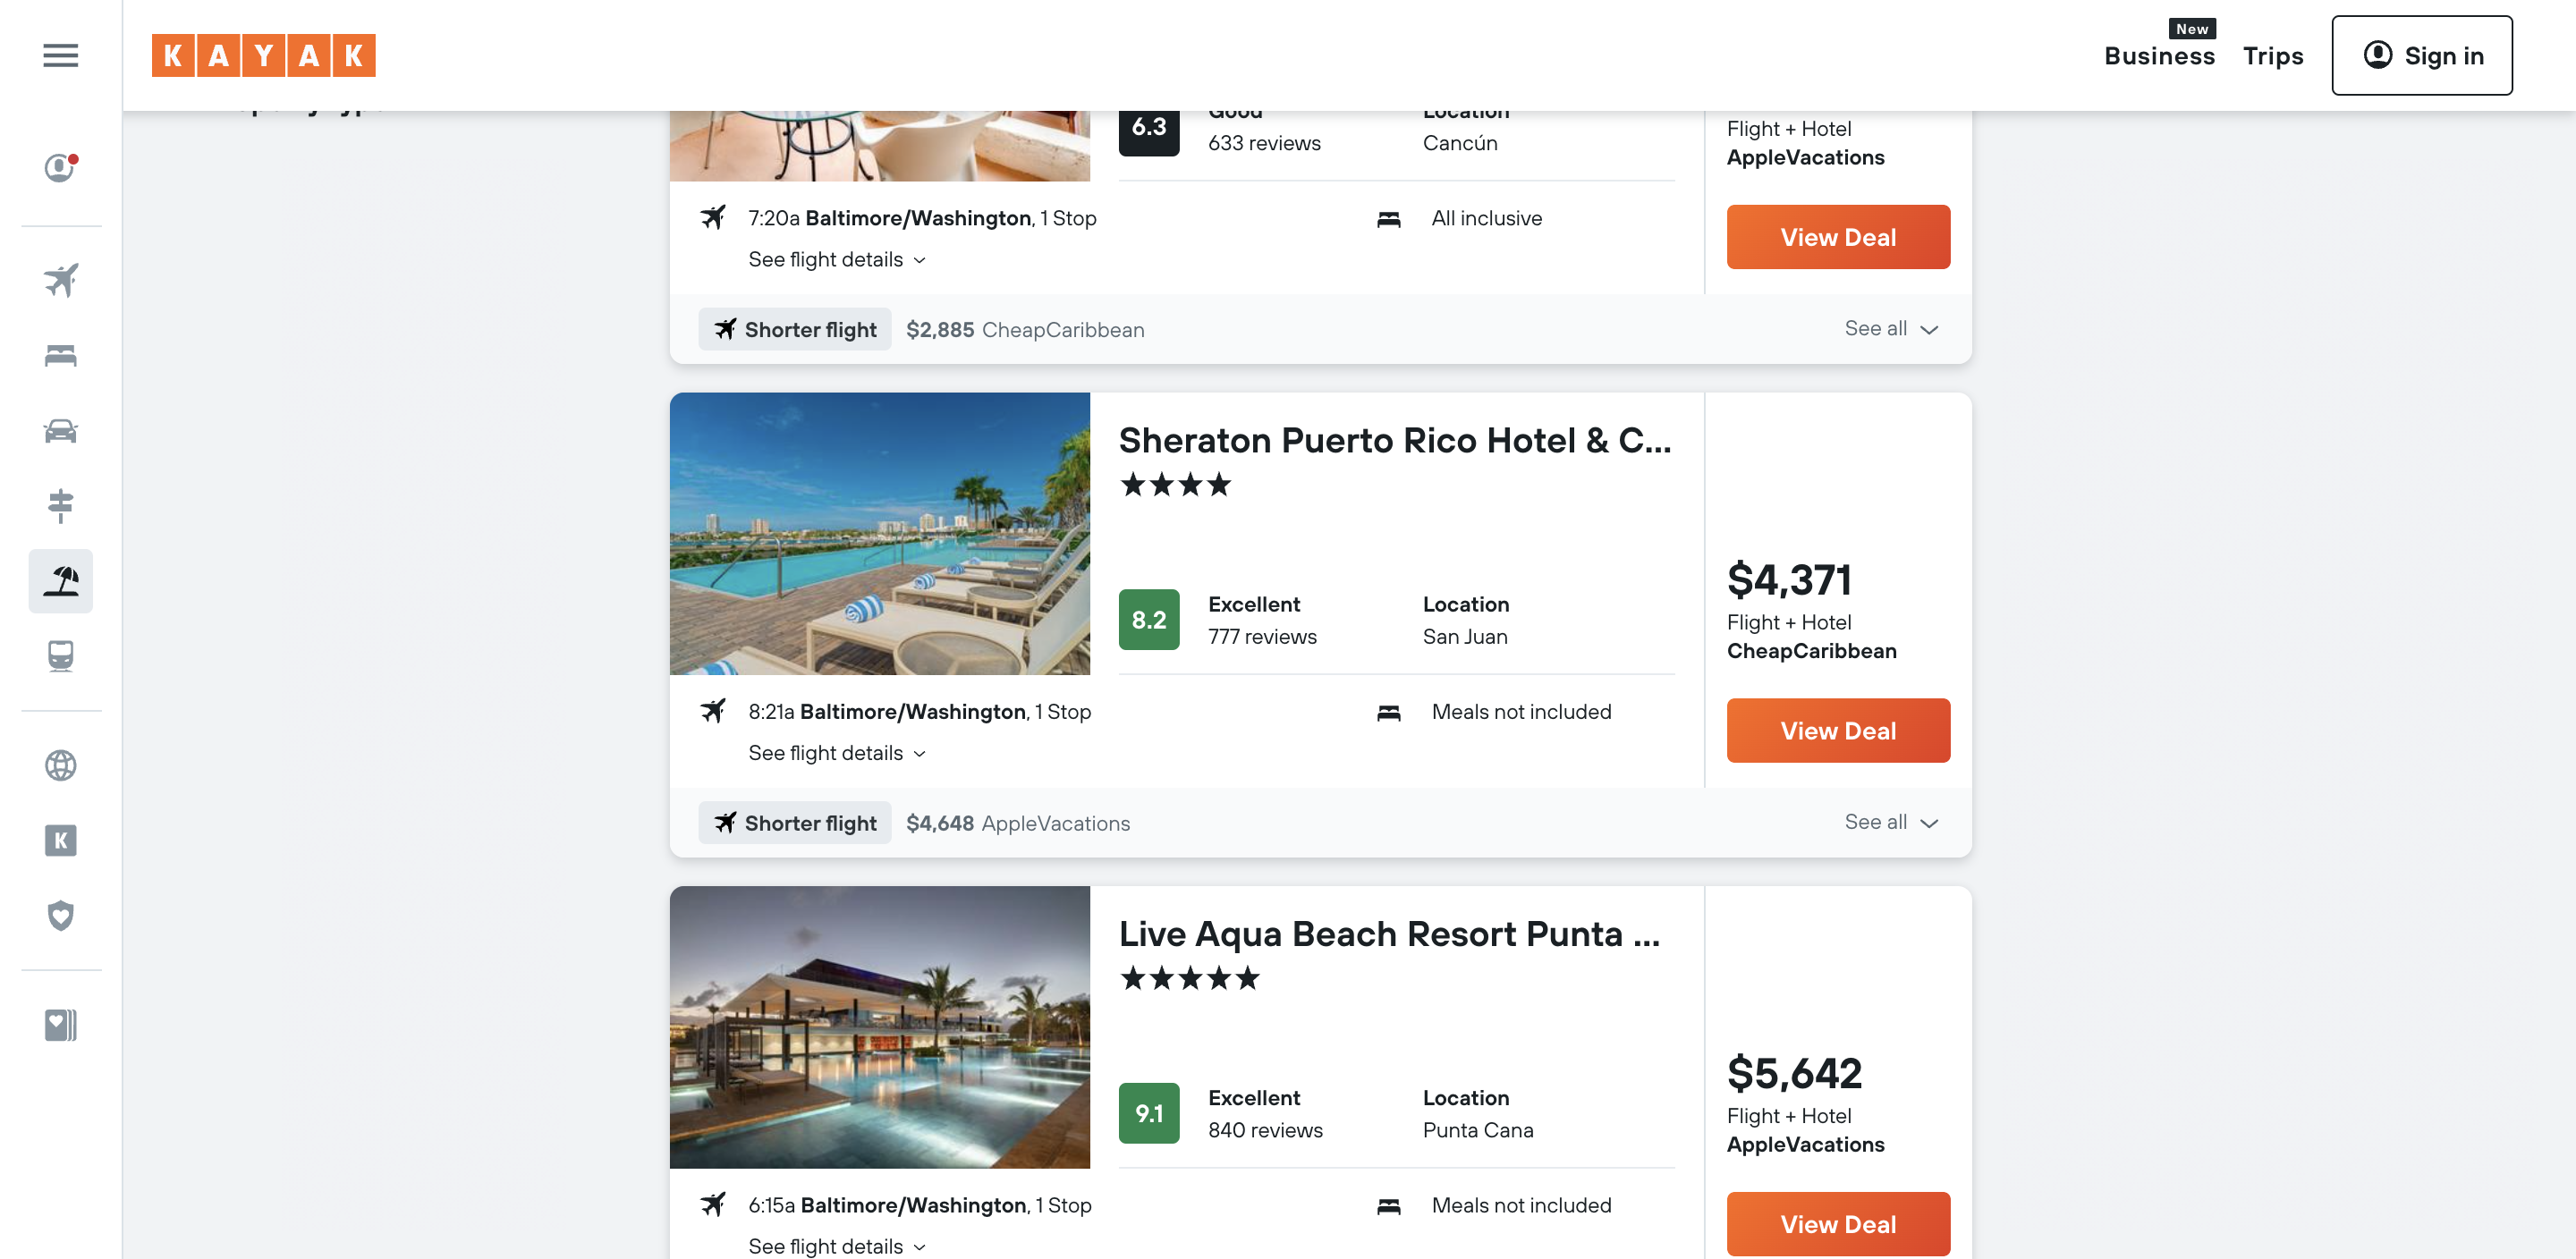 KAYAK
New
Business
Trips
Sign in
6.3
Good
633 reviews
Location
Cancún
Flight + Hotel
AppleVacations
View Deal
7:20a Baltimore/Washington, 1 Stop
See flight details
All inclusive
Shorter flight
$2,885 CheapCaribbean
See all
Sheraton Puerto Rico Hotel & C...
8.2
Excellent
777 reviews
Location
San Juan
$4,371
Flight + Hotel
CheapCaribbean
View Deal
8:21a Baltimore/Washington, 1 Stop
See flight details
Meals not included
Shorter flight
$4,648 AppleVacations
See all
K
Live Aqua Beach Resort Punta ...
9.1
Excellent
840 reviews
Location
Punta Cana
$5,642
Flight + Hotel
AppleVacations
View Deal
6:15a Baltimore/Washington, 1 Stop
See flight details
Meals not included